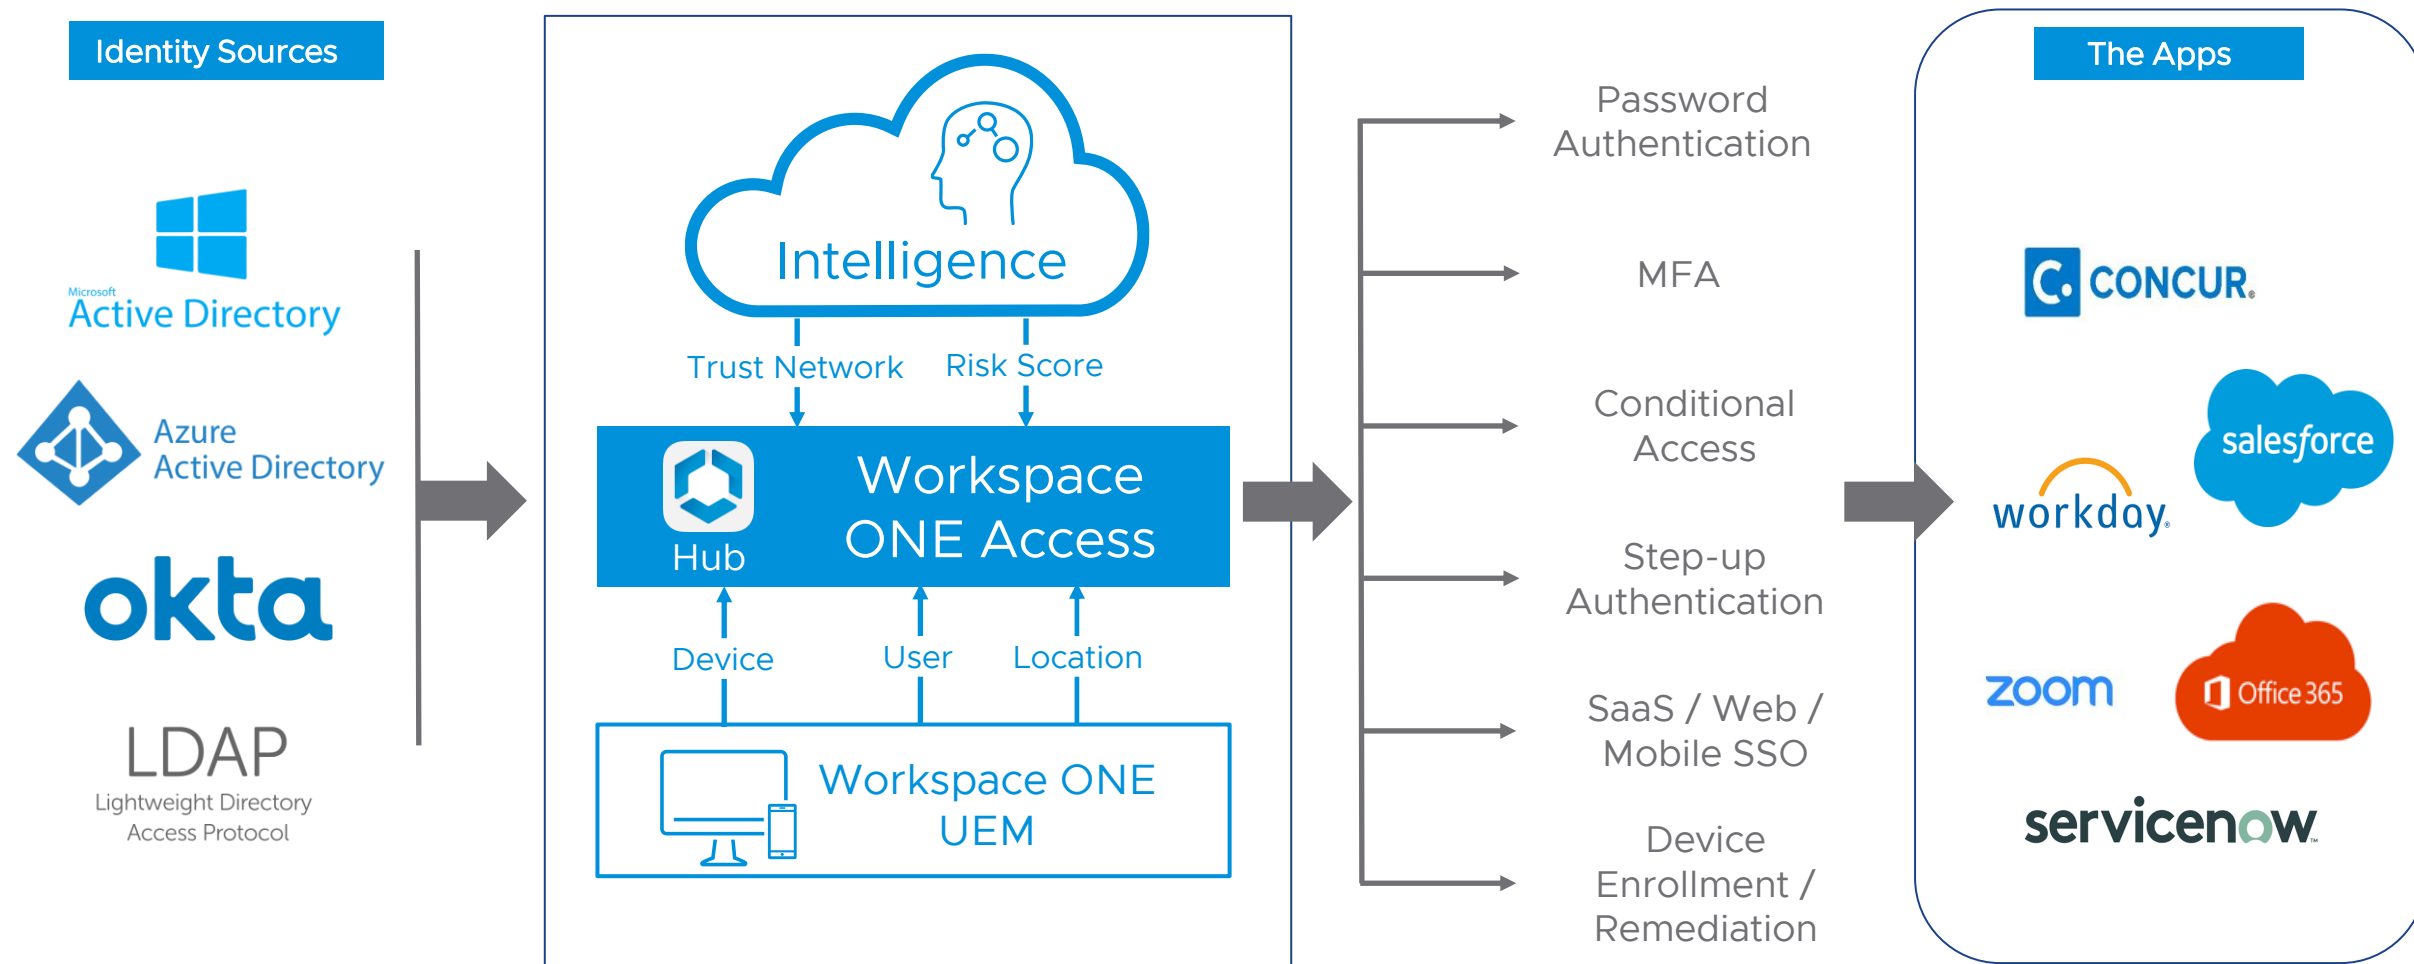 Identity Sources
Microsoft
Active Directory
Azure
Active Directory
okta
LDAP
Lightweight Directory
Access Protocol
Intelligence
Trust Network
Risk Score
Hub
Workspace
ONE Access
Device
User
Location
Workspace ONE
UEM
Password
Authentication
MFA
Conditional
Access
Step-up
Authentication
SaaS / Web /
Mobile SSO
Device
Enrollment /
Remediation
The Apps
C. CONCUR®
salesforce
workday®
zoom
Office 365
servicenow™